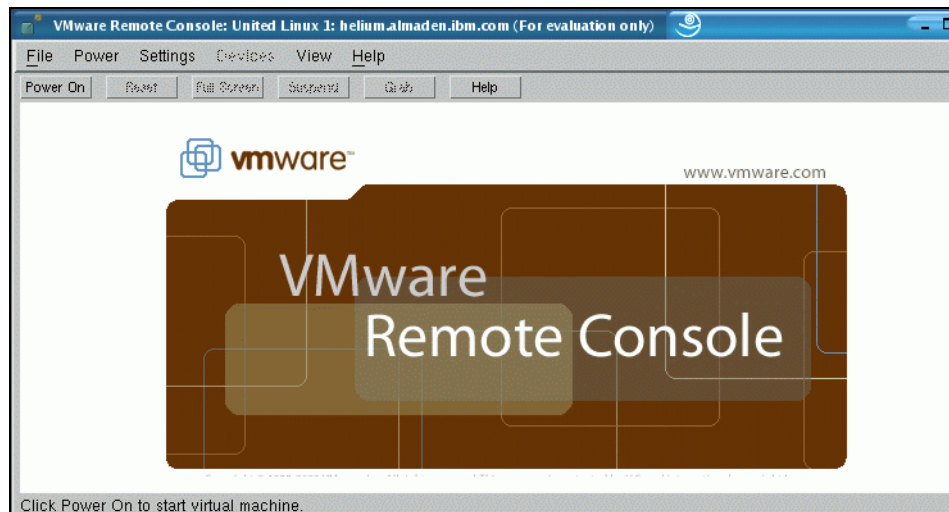 VMware Remote Console: United Linux 1: helium.almaden.ibm.com (For evaluation only)
File Power Settings Devices View Help
Power On Reset Full Screen Suspend Grab Help
vmware™
www.vmware.com
VMware
Remote Console
Click Power On to start virtual machine.